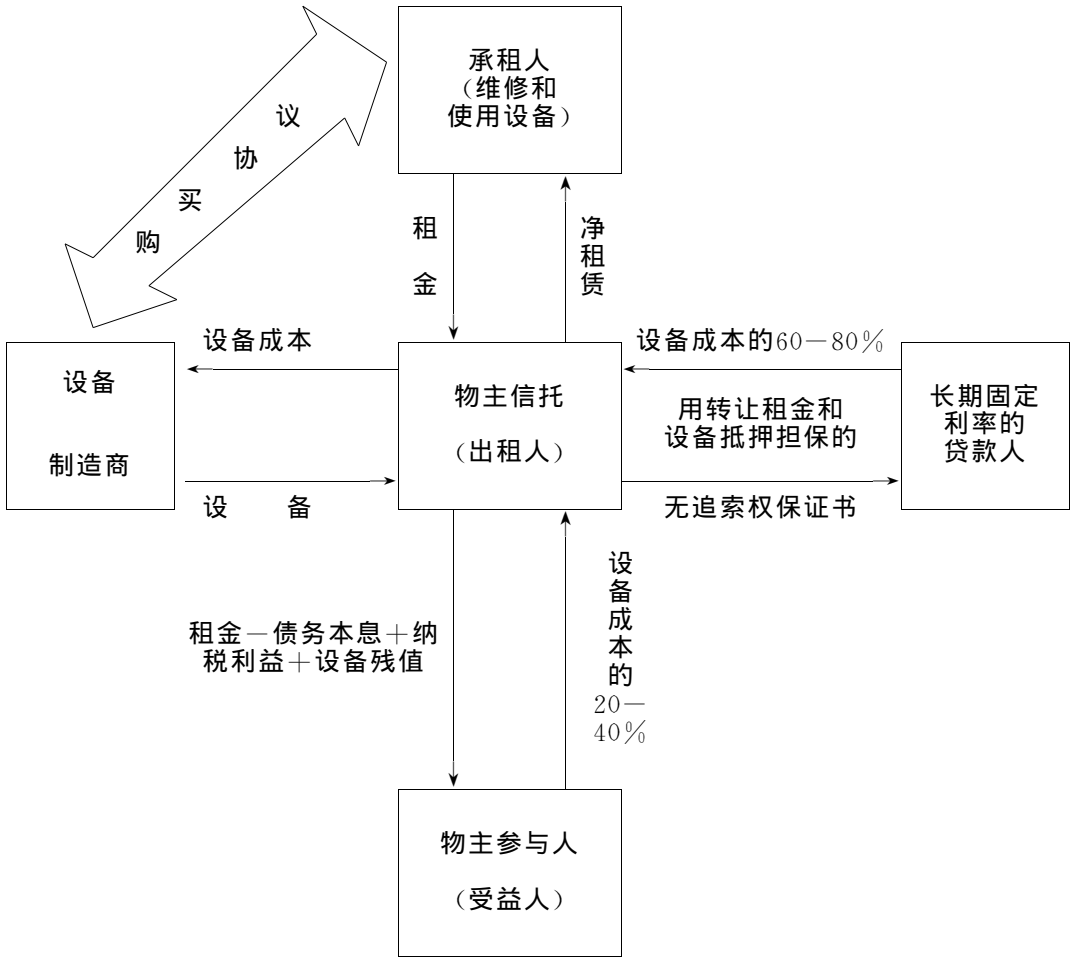 承租人
（维修和
使用设备）
购买协议
租金
净租赁
设备成本
设备成本的60－80％
设备
制造商
物主信托
（出租人）
用转让租金和
设备抵押担保的
长期固定
利率的
贷款人
设备
无追索权保证书
租金－债务本息＋纳
税利益＋设备残值
设备成本的
20－
40％
物主参与人
（受益人）